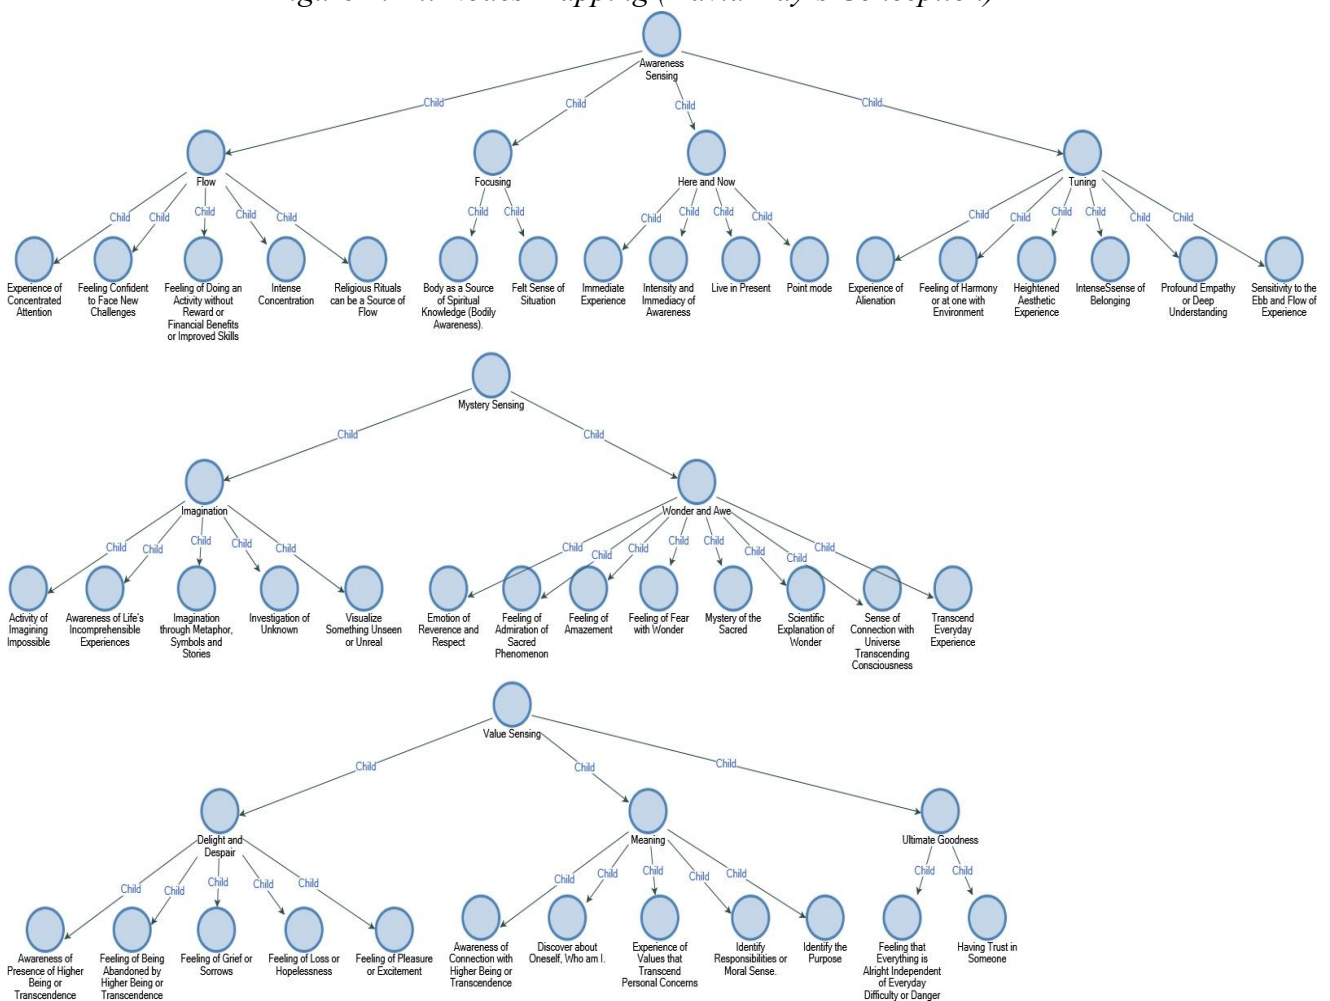 Awareness
Sensing
Child Child Child Child
Flow Focusing Here and Now Tuning
Child Child Child Child Child Child Child Child Child Child Child Child Child Child Child Child Child
Experience of
Concentrated
Attention
Feeling Confident
to Face New
Challenges
Feeling of Doing an
Activity without
Reward or
Financial Benefits
or Improved Skills
Intense
Concentration
Religious Rituals
can be a Source of
Flow
Body as a Source
of Spiritual
Knowledge (Bodily
Awareness).
Felt Sense of
Situation
Immediate
Experience
Intensity and
Immediacy of
Awareness
Live in Present
Point mode
Experience of
Alienation
Feeling of Harmony
or at one with
Environment
Heightened
Aesthetic
Experience
IntenseSsense of
Belonging
Profound Empathy
or Deep
Understanding
Sensitivity to the
Ebb and Flow of
Experience
Mystery Sensing
Child Child
Imagination Wonder and Awe
Child Child Child Child Child Child Child Child Child Child Child Child Child
Activity of
Imagining
Impossible
Awareness of Life's
Incomprehensible
Experiences
Imagination
through Metaphor,
Symbols and
Stories
Investigation of
Unknown
Visualize
Something Unseen
or Unreal
Emotion of
Reverence and
Respect
Feeling of
Admiration of
Sacred
Phenomenon
Feeling of
Amazement
Feeling of Fear
with Wonder
Mystery of the
Sacred
Scientific
Explanation of
Wonder
Sense of
Connection with
Universe
Transcending
Consciousness
Transcend
Everyday
Experience
Value Sensing
Child Child Child
Delight and
Despair
Meaning
Ultimate Goodness
Child Child Child Child Child Child Child Child Child Child Child Child
Awareness of
Presence of Higher
Being or
Transcendence
Feeling of Being
Abandoned by
Higher Being or
Transcendence
Feeling of Grief or
Sorrows
Feeling of Loss or
Hopelessness
Feeling of Pleasure
or Excitement
Awareness of
Connection with
Higher Being or
Transcendence
Discover about
Oneself, Who am I.
Experience of
Values that
Transcend
Personal Concerns
Identify
Responsibilities or
Moral Sense.
Identify the
Purpose
Feeling that
Everything is
Alright Independent
of Everyday
Difficulty or Danger
Having Trust in
Someone